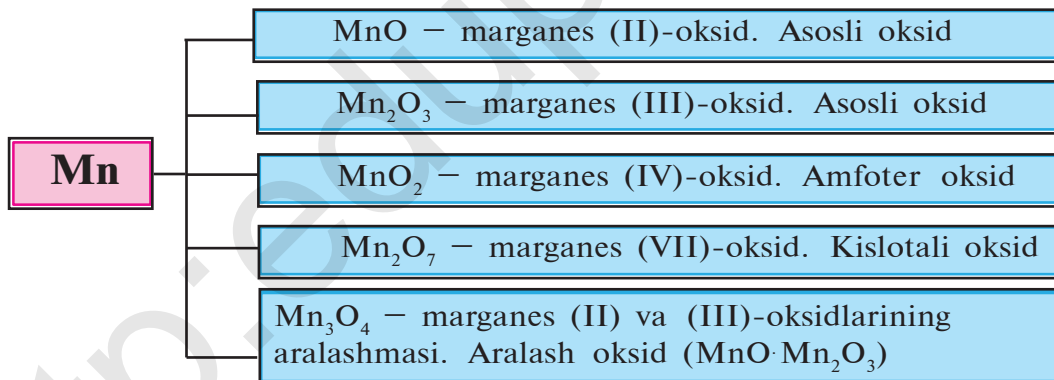 MnO – marganes (II)-oksid. Asosli oksid
Mn₂O₃ – marganes (III)-oksid. Asosli oksid
Mn
MnO₂ – marganes (IV)-oksid. Amfoter oksid
Mn₂O₇ – marganes (VII)-oksid. Kislotali oksid
Mn₃O₄ – marganes (II) va (III)-oksidlarining
aralashmasi. Aralash oksid (MnO·Mn₂O₃)